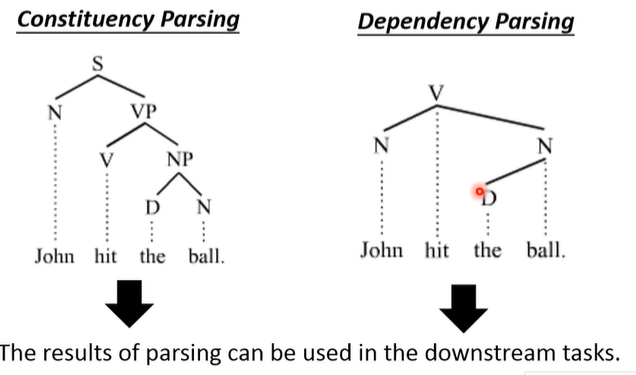 Constituency Parsing
S
N VP
V NP
D N
John hit the ball.
Dependency Parsing
V
N N
D
John hit the ball.
The results of parsing can be used in the downstream tasks.